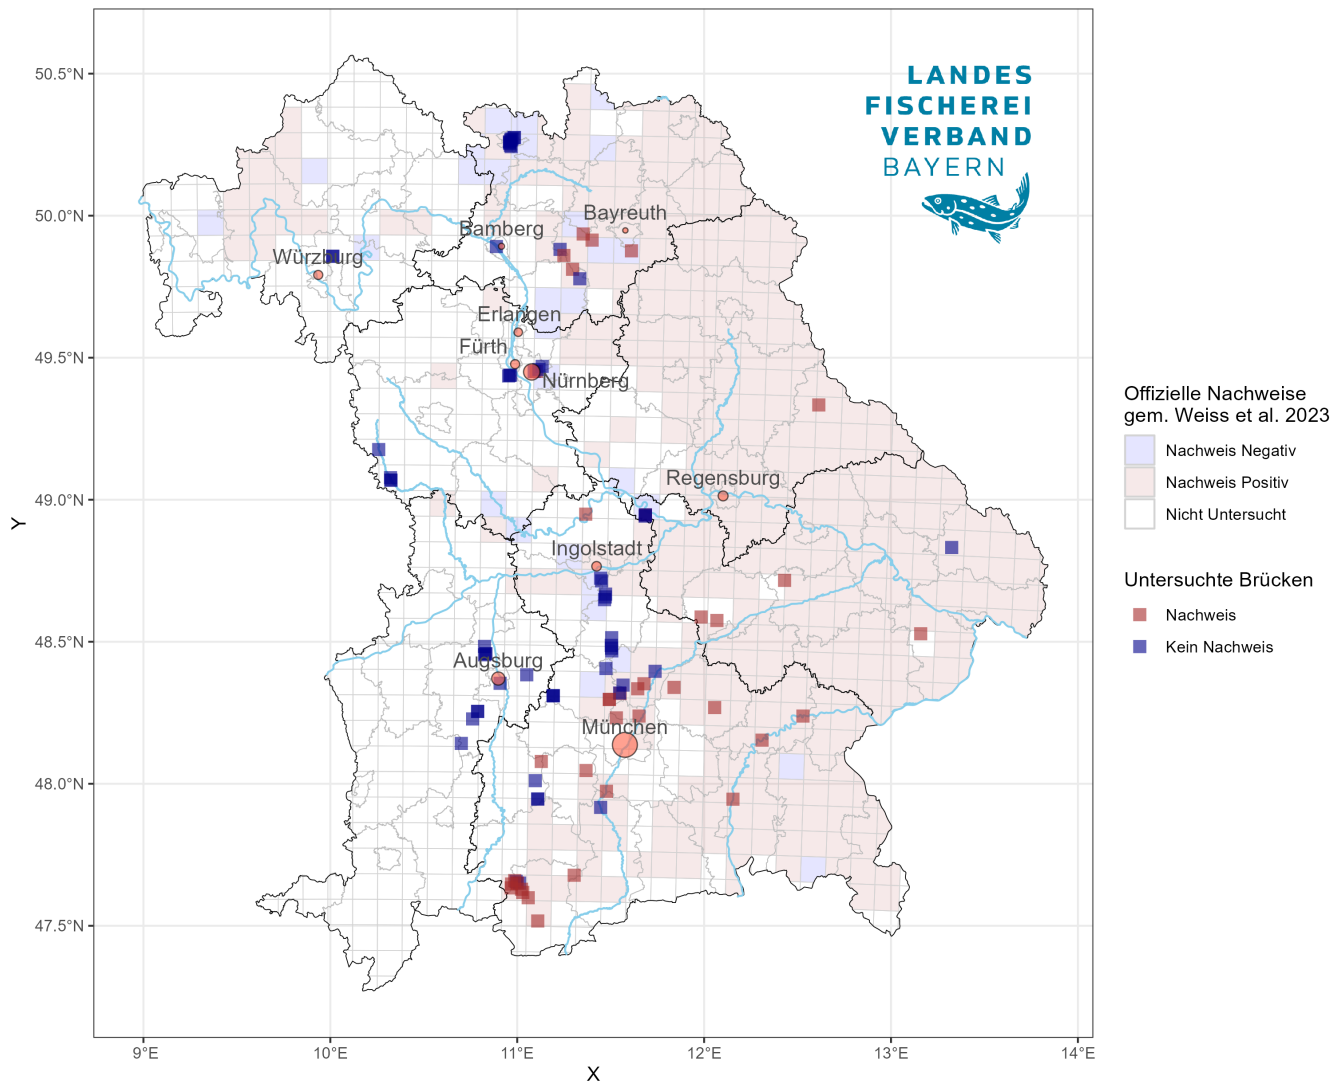 50.5°N
50.0°N
49.5°N
49.0°N
48.5°N
48.0°N
47.5°N
Y
9°E
10°E
11°E
12°E
13°E
14°E
X
LANDES
FISCHEREI
VERBAND
BAYERN
Bayreuth
Bamberg
Würzburg
Erlangen
Fürth
Nürnberg
Regensburg
Ingolstadt
Augsburg
München
Offizielle Nachweise
gem. Weiss et al. 2023
Nachweis Negativ
Nachweis Positiv
Nicht Untersucht
Untersuchte Brücken
Nachweis
Kein Nachweis